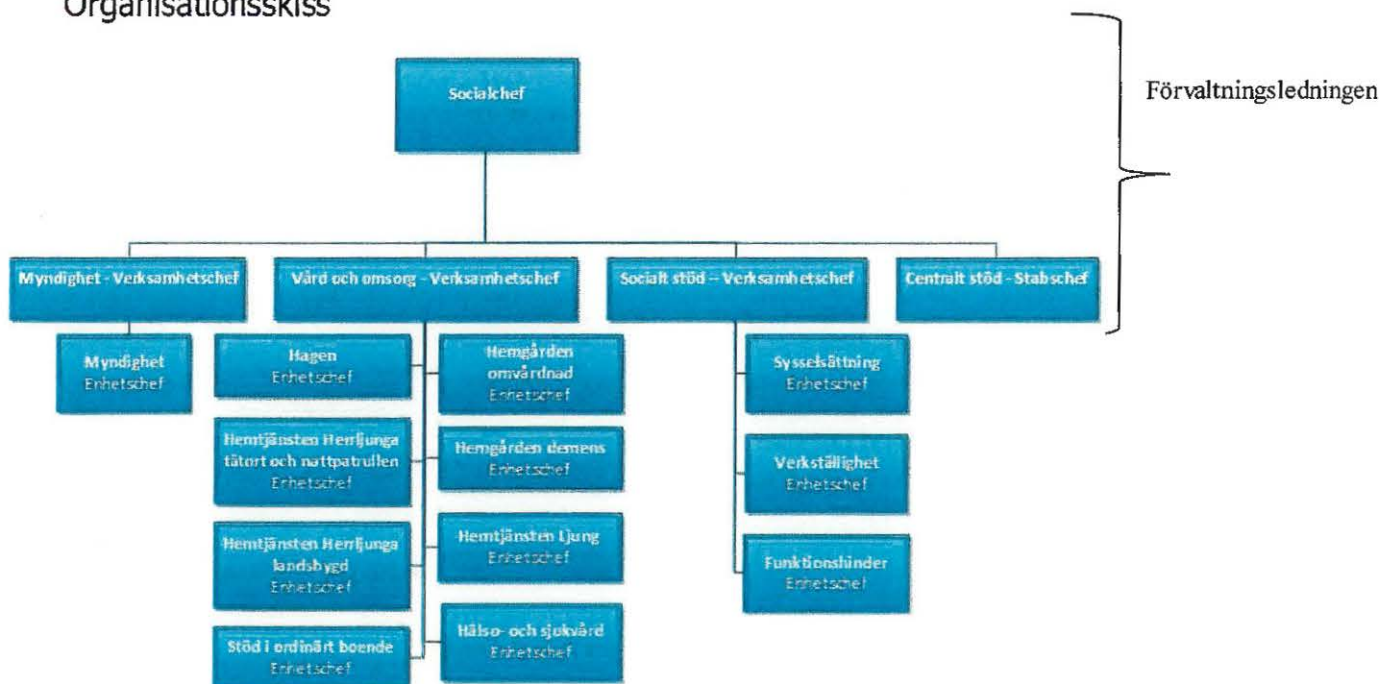 Organisationsskiss
Förvaltningsledningen
Socialchef
Myndighet - Verksamhetschef
Vård och omsorg - Verksamhetschef
Socialt stöd – Verksamhetschef
Centralt stöd - Stabschef
Myndighet
Enhetschef
Hagen
Enhetschef
Hemgården
omvårdnad
Enhetschef
Sysselsättning
Enhetschef
Hemtjänsten Herrljunga
tätort och nattpatrullen
Enhetschef
Hemgården demens
Enhetschef
Verkställighet
Enhetschef
Hemtjänsten Herrljunga
landsbygd
Enhetschef
Hemtjänsten Ljung
Enhetschef
Funktionshinder
Enhetschef
Stöd i ordinärt boende
Enhetschef
Hälso- och sjukvård
Enhetschef